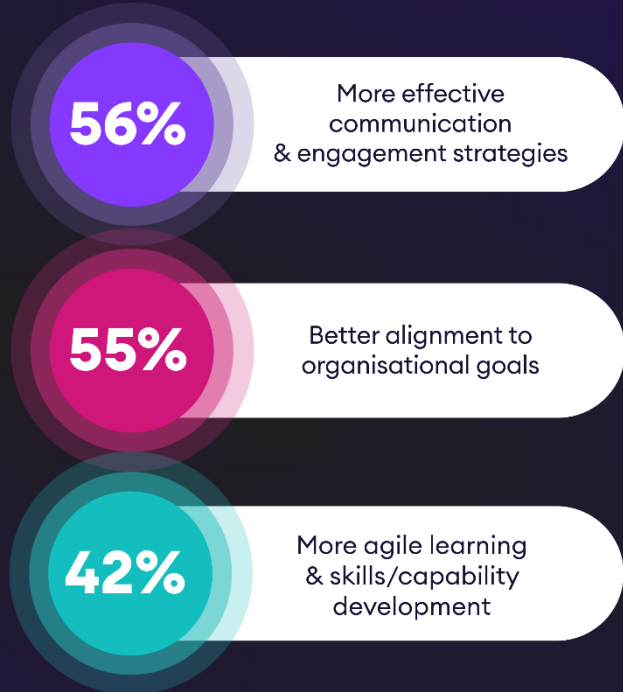 56%
More effective
communication
& engagement strategies
55%
Better alignment to
organisational goals
42%
More agile learning
& skills/capability
development